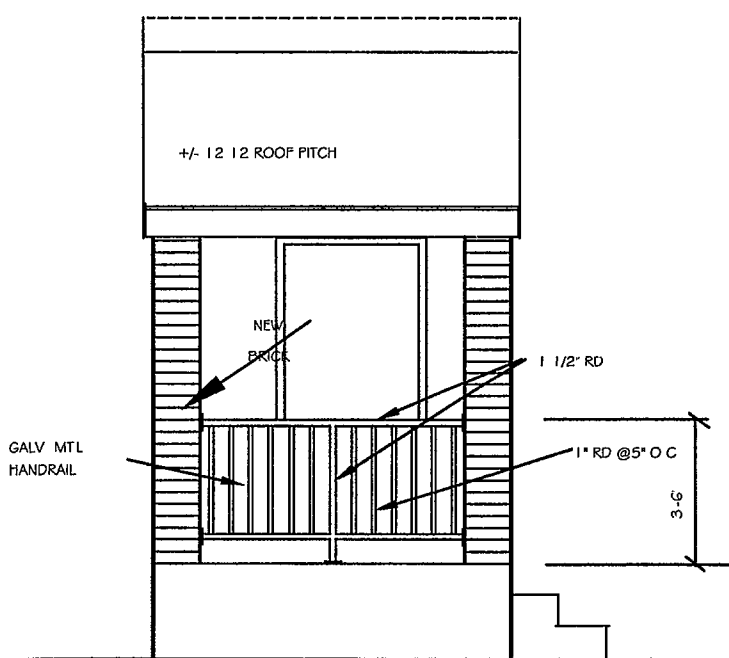 +/- 12 12 ROOF PITCH
NEW
BRICK
1 1/2" RD
GALV MTL
HANDRAIL
1" RD @5" O C
3-6